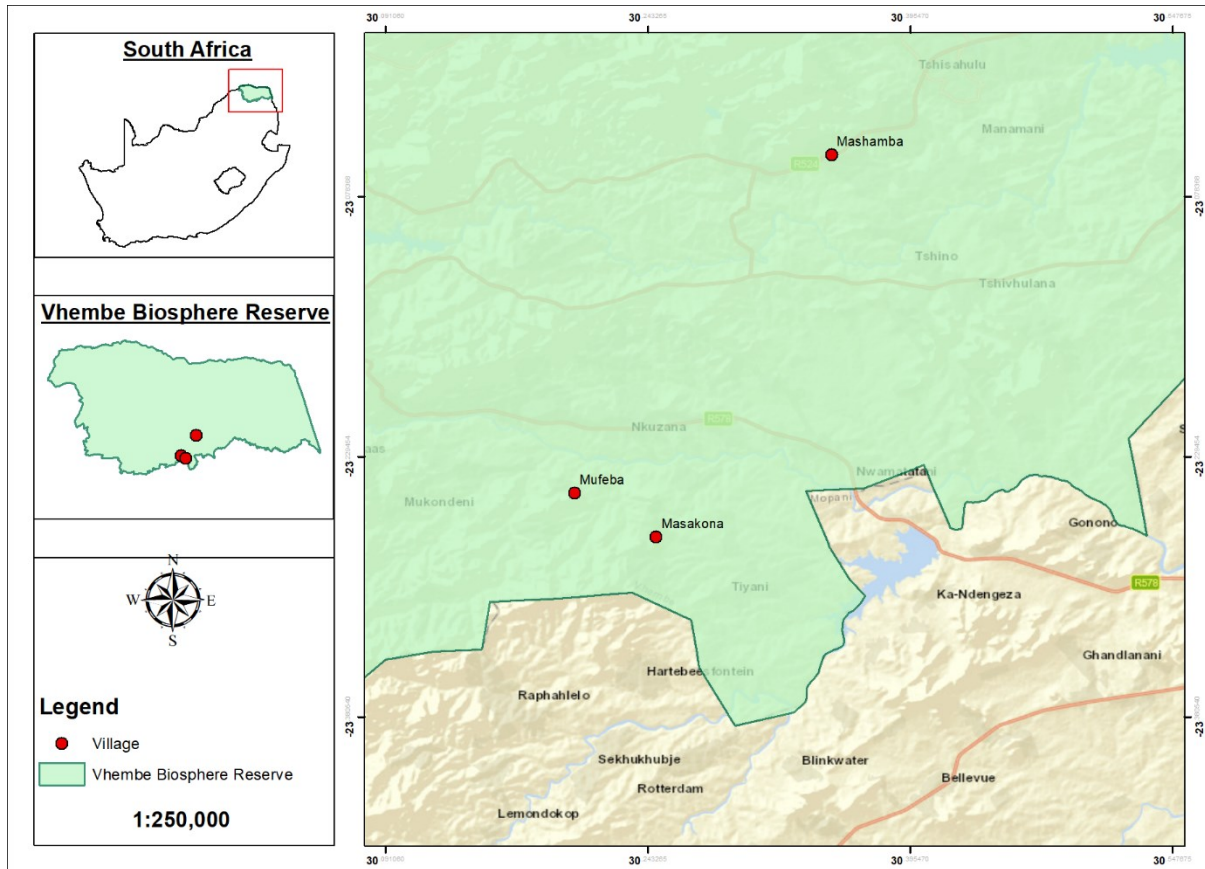 South Africa
Vhembe Biosphere Reserve
N
W
E
S
Legend
Village
Vhembe Biosphere Reserve
1:250,000
30
30
30
30
-23
-23
-23
-23
-23
-23
Tshisahulu
Manamani
Mashamba
Tshino
Tshivhulana
Nkuzana
R578
Mukondeni
Mufeba
Masakona
Mopani
Gonono
Tiyani
Ka-Ndengeza
R578
Ghandlanani
Hartebeesfontein
Raphahlelo
Sekhukhubje
Blinkwater
Rotterdam
Bellevue
Lemondokop
30
30
30
30